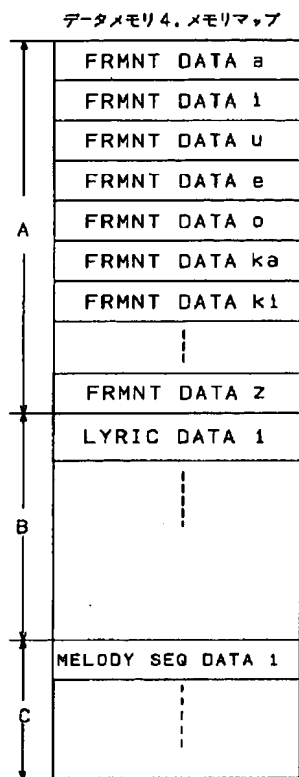 データメモリ4．メモリマップ
FRMNT DATA a
FRMNT DATA i
FRMNT DATA u
FRMNT DATA e
FRMNT DATA o
A
FRMNT DATA ka
FRMNT DATA ki
FRMNT DATA z
LYRIC DATA 1
B
MELODY SEQ DATA 1
C